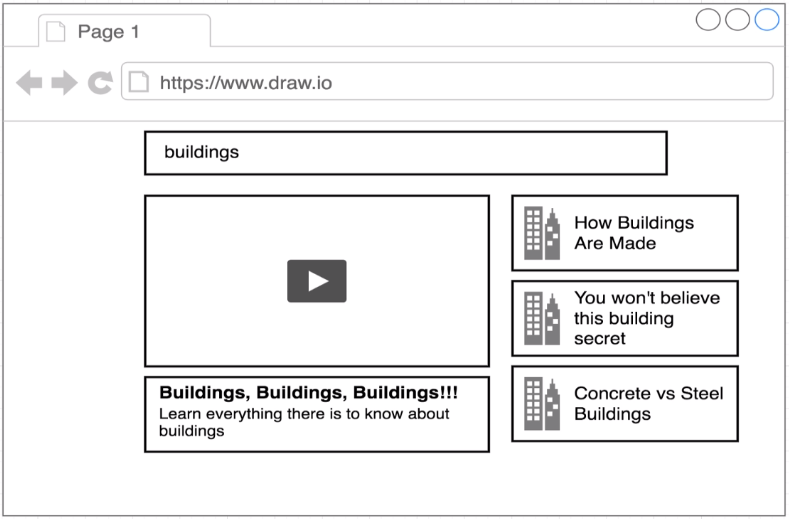 Page 1
https://www.draw.io
buildings
Buildings, Buildings, Buildings!!!
Learn everything there is to know about
buildings
How Buildings
Are Made
You won't believe
this building
secret
Concrete vs Steel
Buildings